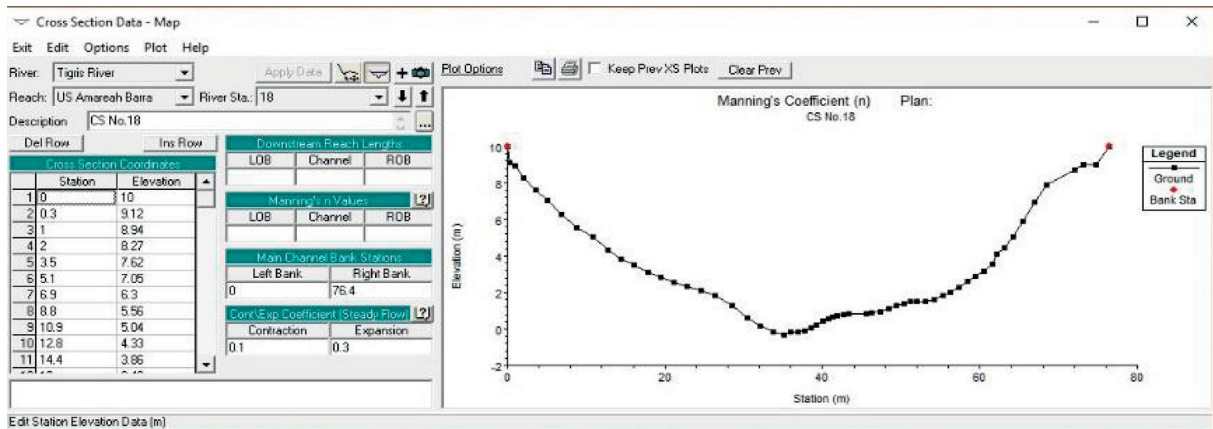 Cross Section Data - Map
Exit Edit Options Plot Help
River: Tigris River Apply Data
Reach: US Amareah Barra River Sta.: 18
Description CS No.18 ...
Del Row Ins Row
Cross Section Coordinates
Station Elevation
1 0 10
2 0.3 9.12
3 1 8.94
4 2 8.27
5 3.5 7.62
6 5.1 7.05
7 6.9 6.3
8 8.8 5.56
9 10.9 5.04
10 12.8 4.33
11 14.4 3.86
Downstream Reach Lengths
LOB Channel ROB
Manning's n Values ?
LOB Channel ROB
Main Channel Bank Stations
Left Bank Right Bank
0 76.4
Cont\Exp Coefficient (Steady Flow) ?
Contraction Expansion
0.1 0.3
Edit Station Elevation Data (m)
Plot Options Keep Prev XS Plots Clear Prev
Manning's Coefficient (n) Plan:
CS No.18
Elevation (m)
10
8
6
4
2
0
-2
0 20 40 60 80
Station (m)
Legend
Ground
Bank Sta